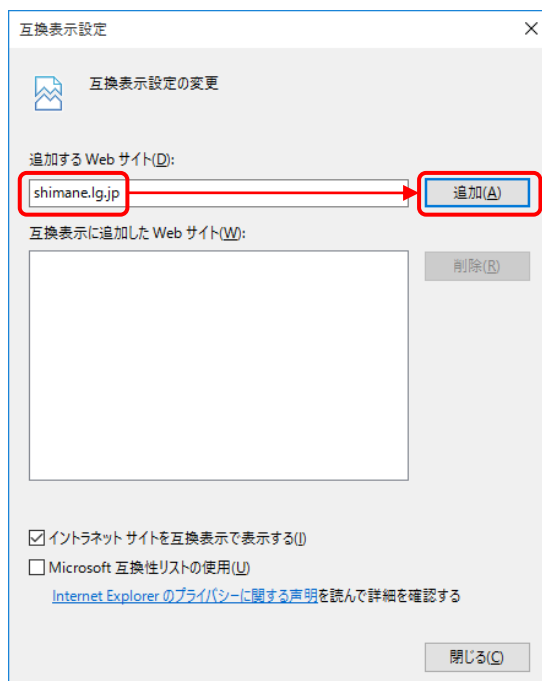 互換表示設定
互換表示設定の変更
追加する Web サイト(D):
shimane.lg.jp
追加(A)
互換表示に追加した Web サイト(W):
削除(R)
イントラネット サイトを互換表示で表示する(I)
Microsoft 互換性リストの使用(U)
Internet Explorer のプライバシーに関する声明を読んで詳細を確認する
閉じる(C)